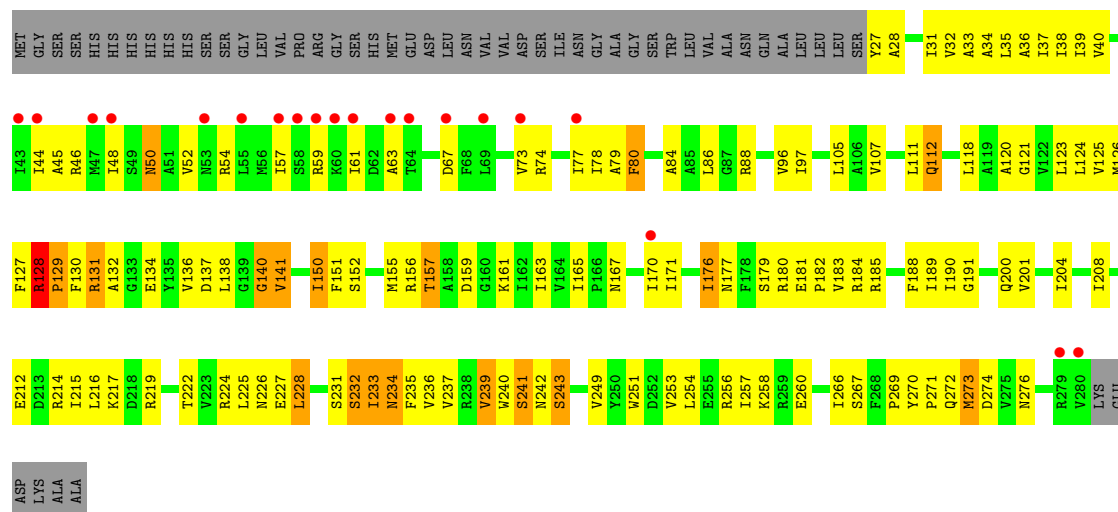 MET GLY SER SER HIS HIS HIS HIS HIS HIS SER SER GLY LEU VAL PRO ARG GLY SER HIS MET GLU ASP LEU ASN VAL VAL ASP SER ILE ASN GLY ALA GLY SER TRP LEU VAL ALA ASN GLN ALA LEU LEU LEU SER Y27 A28 I31 V32 A33 A34 L35 A36 I37 I38 I39 V40
I43 I44 A45 R46 M47 I48 S49 N50 A51 V52 N53 R54 L55 M56 I57 S58 R59 K60 I61 D62 A63 T64 D67 F68 L69 V73 R74 I77 I78 A79 F80 A84 A85 L86 G87 R88 V96 I97 L105 A106 V107 L111 Q112 L118 A119 A120 G121 V122 L123 L124 V125 M126
F127 R128 P129 F130 R131 A132 G133 E134 Y135 V136 D137 L138 G139 G140 V141 I150 F151 S152 M155 R156 T157 A158 D159 G160 K161 I162 I163 V164 I165 P166 N167 I170 I171 I176 N177 F178 S179 R180 E181 P182 V183 R184 R185 F188 I189 I190 G191 Q200 V201 I204 I208
E212 D213 R214 I215 L216 K217 D218 R219 T222 V223 R224 L225 N226 E227 L228 S231 S232 I233 N234 F235 V236 V237 R238 V239 W240 S241 N242 S243 V249 Y250 W251 D252 V253 L254 E255 R256 I257 K258 R259 E260 I266 S267 F268 P269 Y270 P271 Q272 M273 D274 V275 N276 R279 V280 LYS GLU
ASP LYS ALA ALA